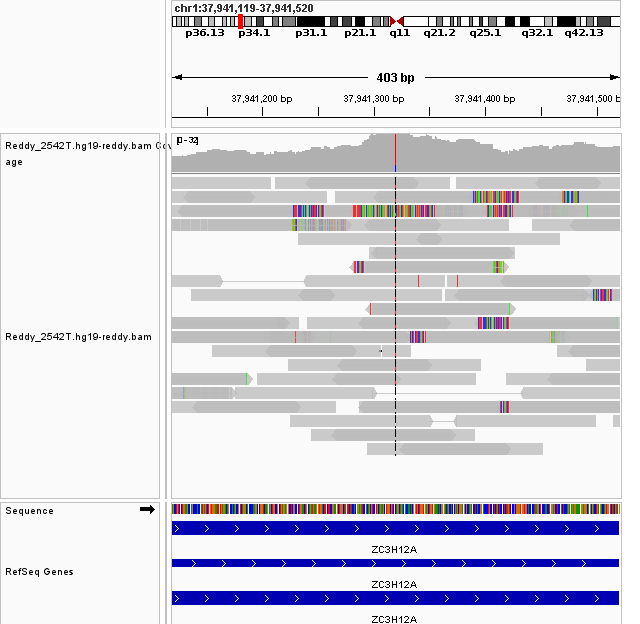 chr1:37,941,119-37,941,520
p36.13 p34.1 p31.1 p21.1 q11 q21.2 q25.1 q32.1 q42.13
403 bp
37,941,200 bp 37,941,300 bp 37,941,400 bp 37,941,500 b
[0-32]
Reddy_2542T.hg19-reddy.bam Cov
age
Reddy_2542T.hg19-reddy.bam
Sequence
ZC3H12A
RefSeq Genes
ZC3H12A
ZC3H12A